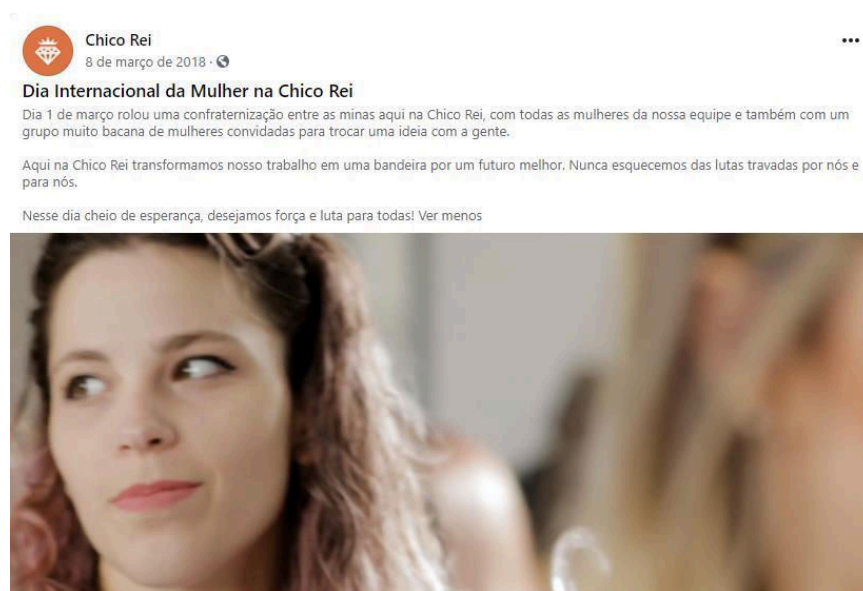 Chico Rei
8 de março de 2018 ·
Dia Internacional da Mulher na Chico Rei
Dia 1 de março rolou uma confraternização entre as minas aqui na Chico Rei, com todas as mulheres da nossa equipe e também com um
grupo muito bacana de mulheres convidadas para trocar uma ideia com a gente.
Aqui na Chico Rei transformamos nosso trabalho em uma bandeira por um futuro melhor. Nunca esquecemos das lutas travadas por nós e
para nós.
Nesse dia cheio de esperança, desejamos força e luta para todas! Ver menos